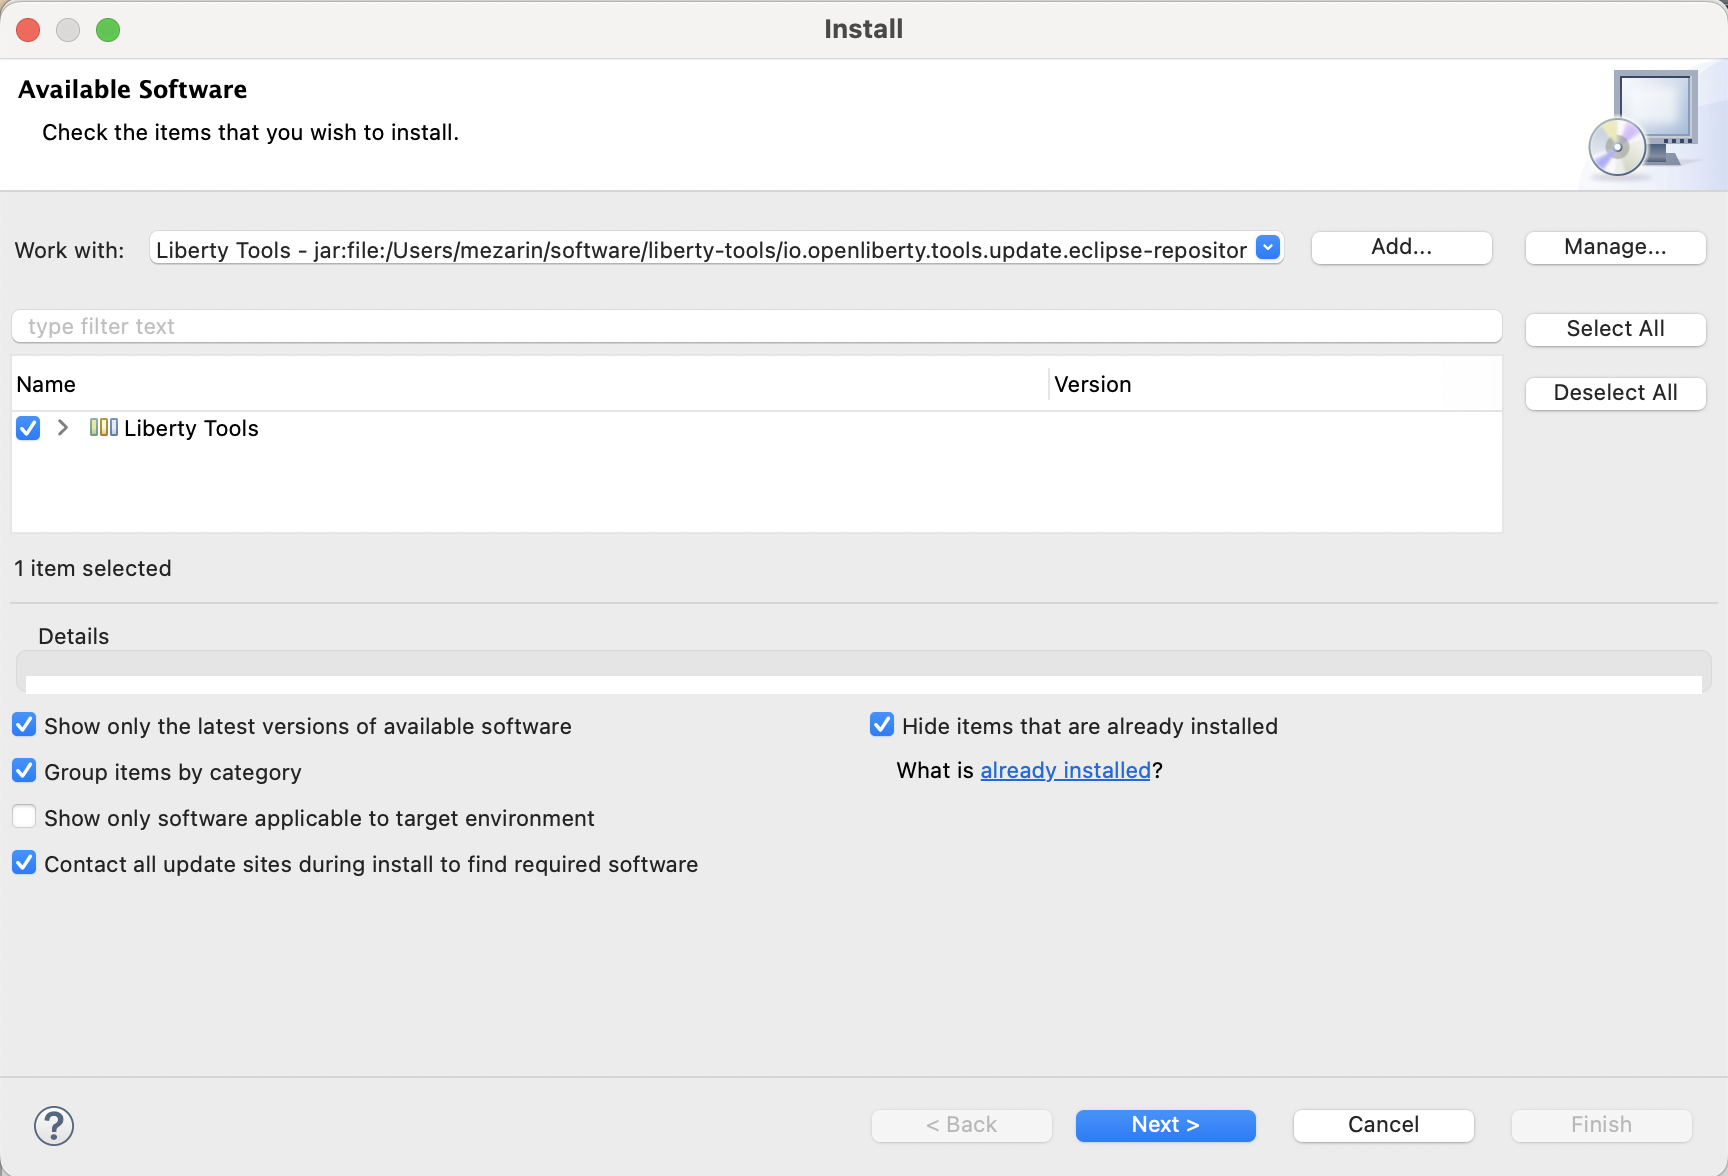 Install
Available Software
Check the items that you wish to install.
Work with: Liberty Tools - jar:file:/Users/mezarin/software/liberty-tools/io.openliberty.tools.update.eclipse-repositor Add... Manage...
type filter text
Select All
Name Version
Deselect All
Liberty Tools
1 item selected
Details
Show only the latest versions of available software
Hide items that are already installed
Group items by category
What is already installed?
Show only software applicable to target environment
Contact all update sites during install to find required software
? < Back Next > Cancel Finish